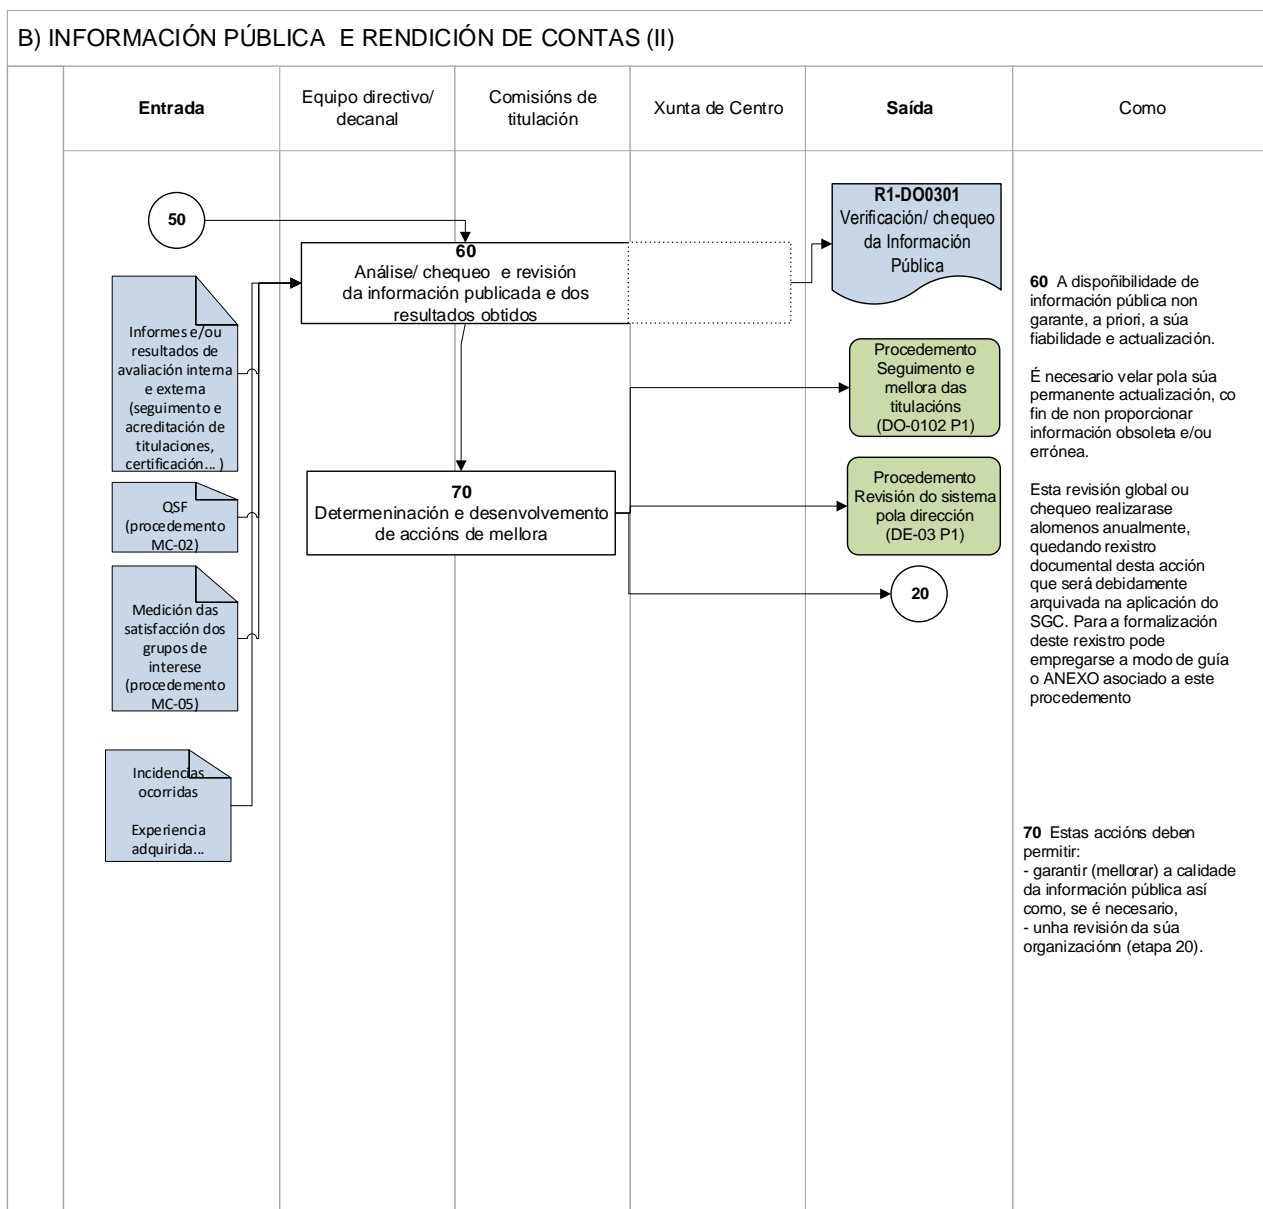 B) INFORMACIÓN PÚBLICA E RENDICIÓN DE CONTAS (II)
Entrada
Equipo directivo/
decanal
Comisións de
titulación
Xunta de Centro
Saída
Como
50
60
Análise/ chequeo e revisión
da información publicada e dos
resultados obtidos
R1-DO0301
Verificación/ chequeo
da Información
Pública
Informes e/ou
resultados de
avaliación interna
e externa
(seguimento e
acreditación de
titulaciones,
certificación... )
QSF
(procedemento
MC-02)
Medición das
satisfacción dos
grupos de
interese
(procedemento
MC-05)
Incidencias
ocorridas
Experiencia
adquirida...
70
Determeninación e desenvolvemento
de accións de mellora
Procedemento
Seguimento e
mellora das
titulacións
(DO-0102 P1)
Procedemento
Revisión do sistema
pola dirección
(DE-03 P1)
20
60 A dispoñibilidade de
información pública non
garante, a priori, a súa
fiabilidade e actualización.
É necesario velar pola súa
permanente actualización, co
fin de non proporcionar
información obsoleta e/ou
errónea.
Esta revisión global ou
chequeo realizarase
alomenos anualmente,
quedando rexistro
documental desta acción
que será debidamente
arquivada na aplicación do
SGC. Para a formalización
deste rexistro pode
empregarse a modo de guía
o ANEXO asociado a este
procedemento
70 Estas accións deben
permitir:
- garantir (mellorar) a calidade
da información pública así
como, se é necesario,
- unha revisión da súa
organizaciónn (etapa 20).